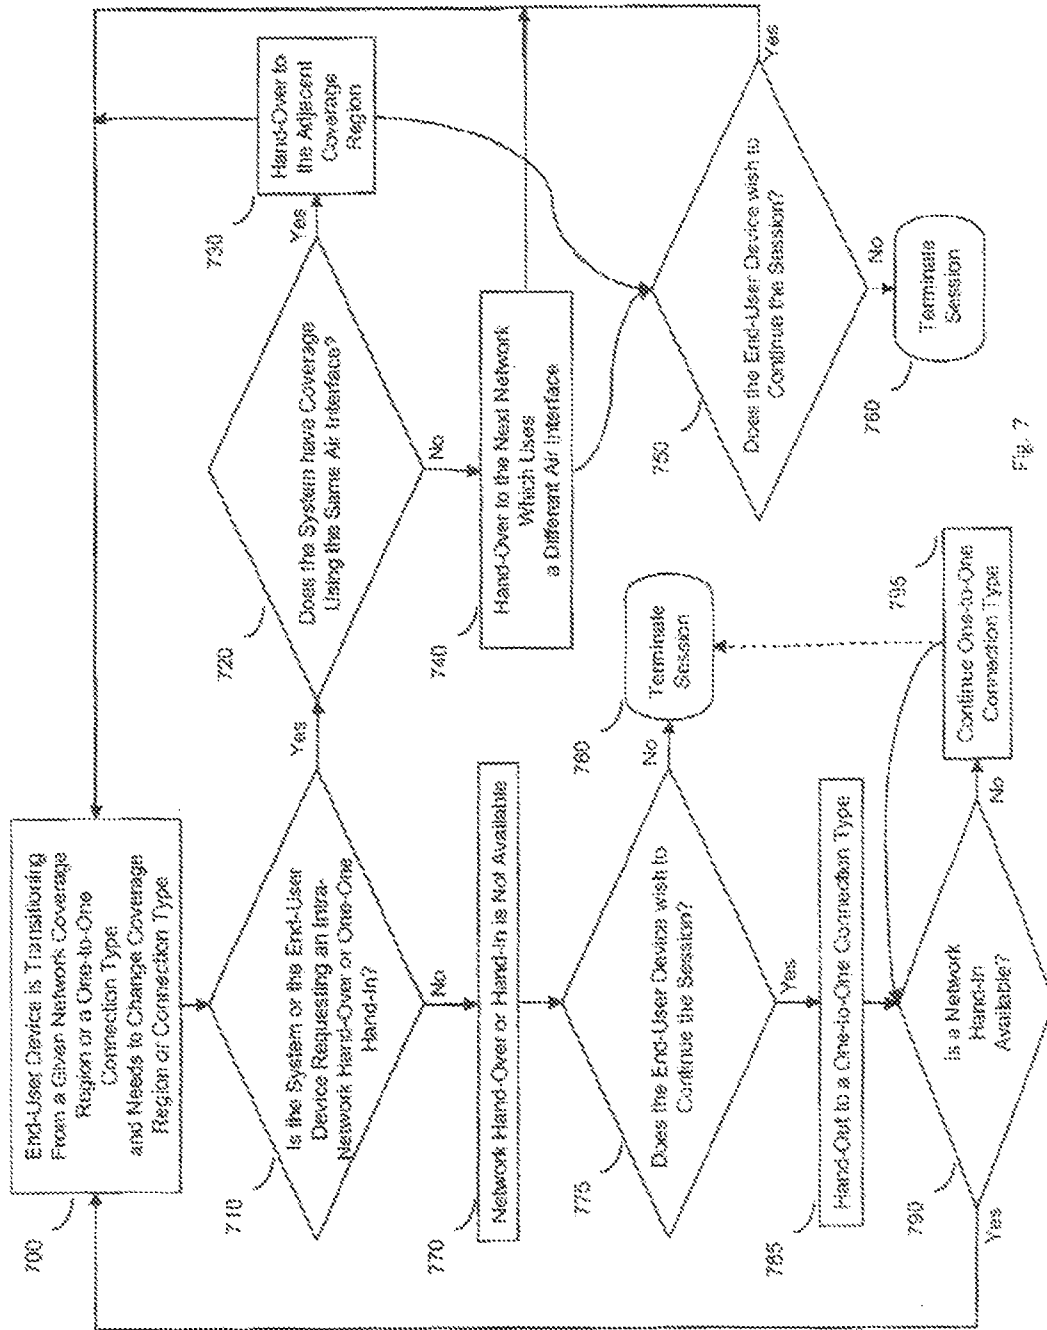 700
End-User Device is Transitioning
From a Given Network Coverage
Region or a One-to-One
Connection Type
and Needs to Change Coverage
Region or Connection Type
710
Is the System or the End-User
Device Requesting an Intra-
Network Hand-Over or One-One
Hand-In?
Yes
No
720
Does the System have Coverage
Using the Same Air Interface?
Yes
No
730
Hand-Over to
the Adjacent
Coverage
Region
740
Hand-Over to the Next Network
Which Uses
a Different Air Interface
750
Does the End-User Device wish to
Continue the Session?
Yes
No
760
Terminate
Session
770
Network Hand-Over or Hand-In is Not Available
775
Does the End-User Device wish to
Continue the Session?
No
Yes
Terminate
Session
785
Hand-Out to a One-to-One Connection Type
790
Is a Network
Hand-In
Available?
Yes
No
795
Continue One-to-One
Connection Type
Fig. 7